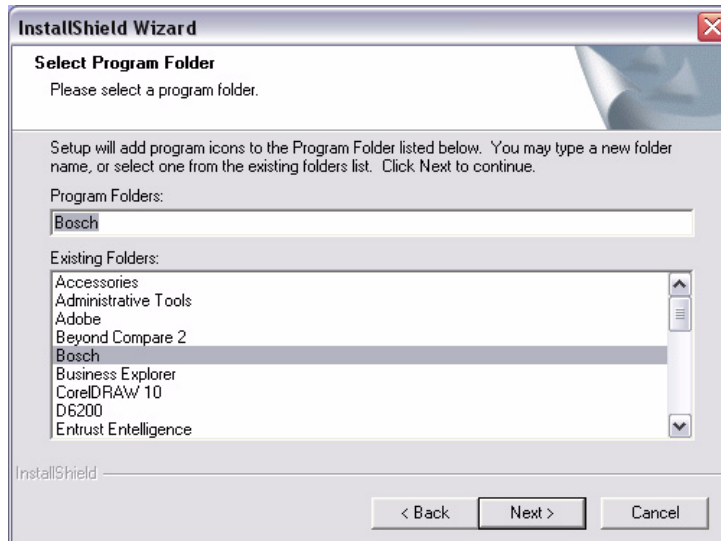 InstallShield Wizard
Select Program Folder
Please select a program folder.
Setup will add program icons to the Program Folder listed below. You may type a new folder
name, or select one from the existing folders list. Click Next to continue.
Program Folders:
Bosch
Existing Folders:
Accessories
Administrative Tools
Adobe
Beyond Compare 2
Bosch
Business Explorer
CorelDRAW 10
D6200
Entrust Entelligence
InstallShield
< Back
Next >
Cancel